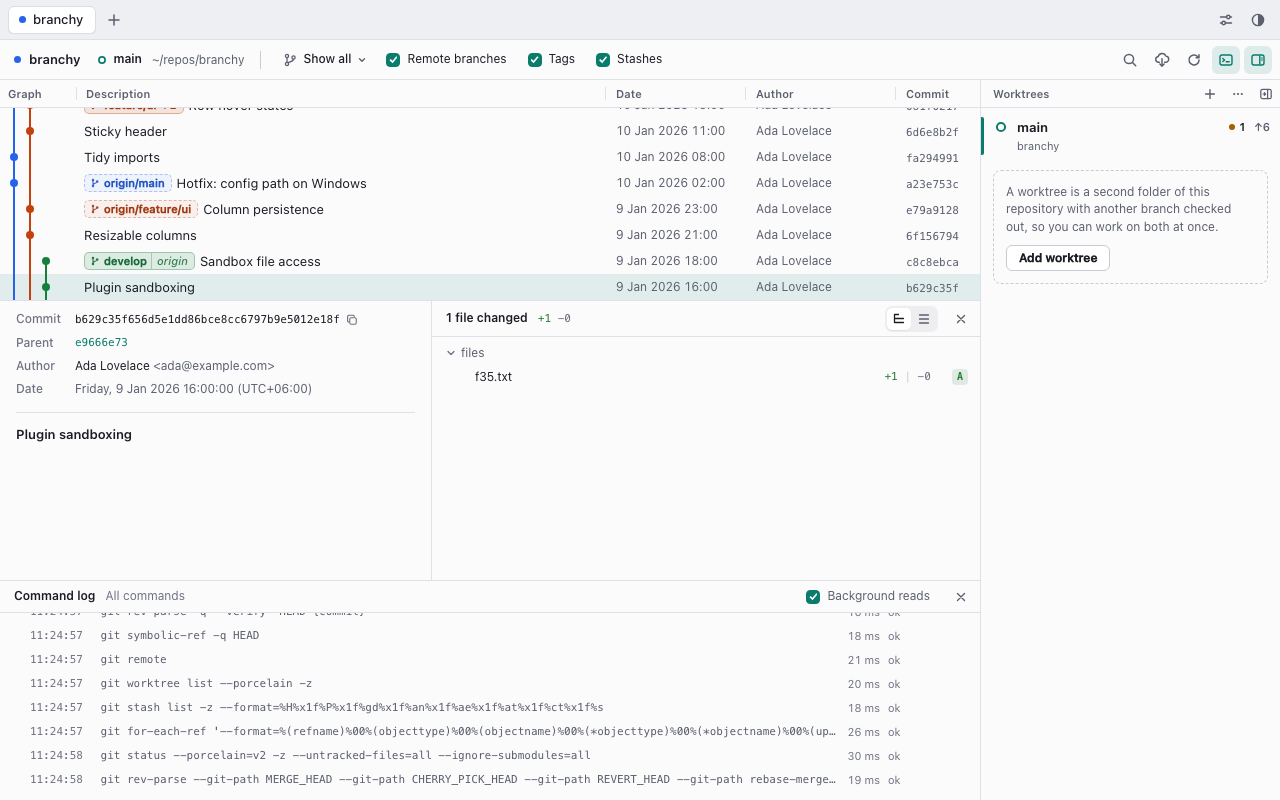 branchy
branchy main ~/repos/branchy Show all Remote branches Tags Stashes
Graph Description Date Author Commit Worktrees
Sticky header 10 Jan 2026 11:00 Ada Lovelace 6d6e8b2f
Tidy imports 10 Jan 2026 08:00 Ada Lovelace fa294991
origin/main Hotfix: config path on Windows 10 Jan 2026 02:00 Ada Lovelace a23e753c
origin/feature/ui Column persistence 9 Jan 2026 23:00 Ada Lovelace e79a9128
Resizable columns 9 Jan 2026 21:00 Ada Lovelace 6f156794
develop origin Sandbox file access 9 Jan 2026 18:00 Ada Lovelace c8c8ebca
Plugin sandboxing 9 Jan 2026 16:00 Ada Lovelace b629c35f
main 1 ↑6
branchy
A worktree is a second folder of this
repository with another branch checked
out, so you can work on both at once.
Add worktree
Commit b629c35f656d5e1dd86bce8cc6797b9e5012e18f
Parent e9666e73
Author Ada Lovelace <ada@example.com>
Date Friday, 9 Jan 2026 16:00:00 (UTC+06:00)
Plugin sandboxing
1 file changed +1 −0
files
f35.txt +1 | −0 A
Command log All commands Background reads
11:24:57 git symbolic-ref -q HEAD 18 ms ok
11:24:57 git remote 21 ms ok
11:24:57 git worktree list --porcelain -z 20 ms ok
11:24:57 git stash list -z --format=%H%x1f%P%x1f%gd%x1f%an%x1f%ae%x1f%at%x1f%ct%x1f%s 18 ms ok
11:24:57 git for-each-ref '--format=%(refname)%00%(objecttype)%00%(objectname)%00%(*objecttype)%00%(*objectname)%00%(up… 26 ms ok
11:24:58 git status --porcelain=v2 -z --untracked-files=all --ignore-submodules=all 30 ms ok
11:24:58 git rev-parse --git-path MERGE_HEAD --git-path CHERRY_PICK_HEAD --git-path REVERT_HEAD --git-path rebase-merge… 19 ms ok